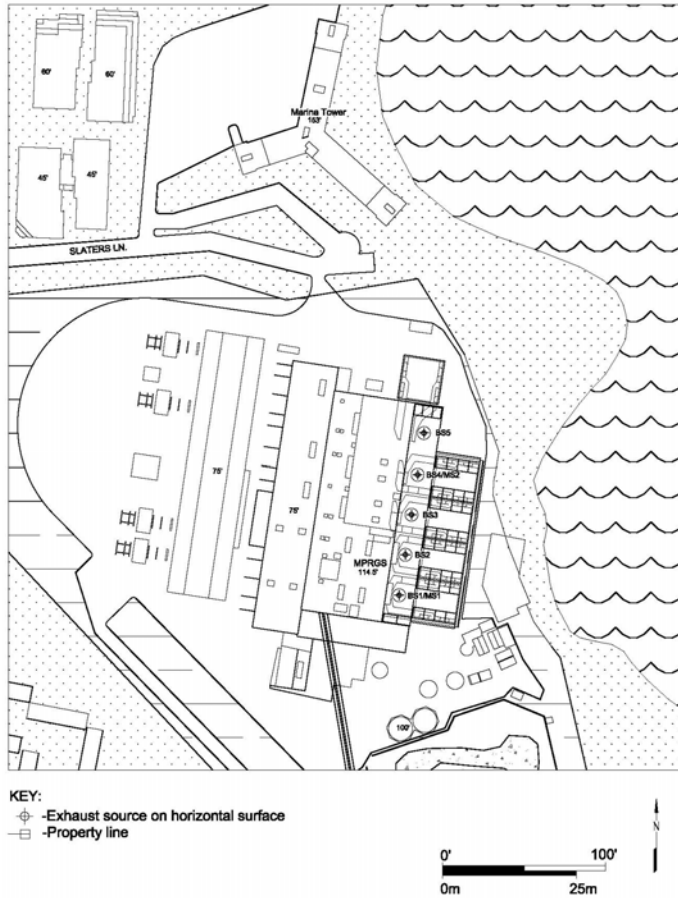 60'
60'
Marina Tower
153'
45'
45'
SLATERS LN.
BS5
BS4/MS2
75'
BS3
75'
BS2
MPRGS
114.5'
BS1/MS1
100'
KEY:
-Exhaust source on horizontal surface
-Property line
N
0' 100'
0m 25m